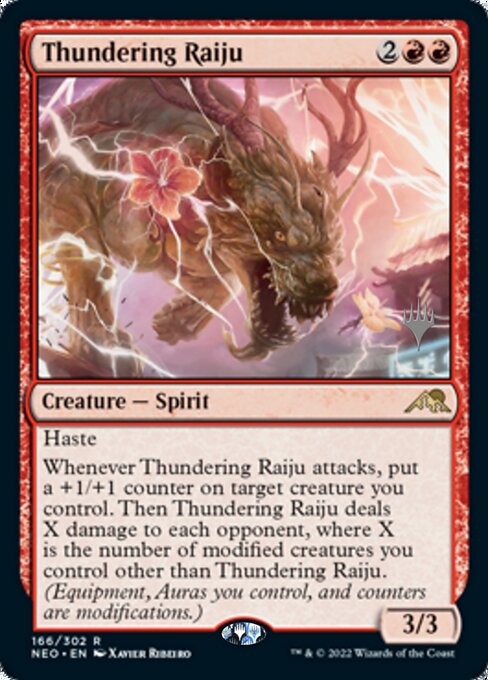 Thundering Raiju 2
Creature — Spirit
Haste
Whenever Thundering Raiju attacks, put
a +1/+1 counter on target creature you
control. Then Thundering Raiju deals
X damage to each opponent, where X
is the number of modified creatures you
control other than Thundering Raiju.
(Equipment, Auras you control, and counters
are modifications.)
3/3
166/302 R
NEO • EN Xavier Ribeiro ™ & © 2022 Wizards of the Coast